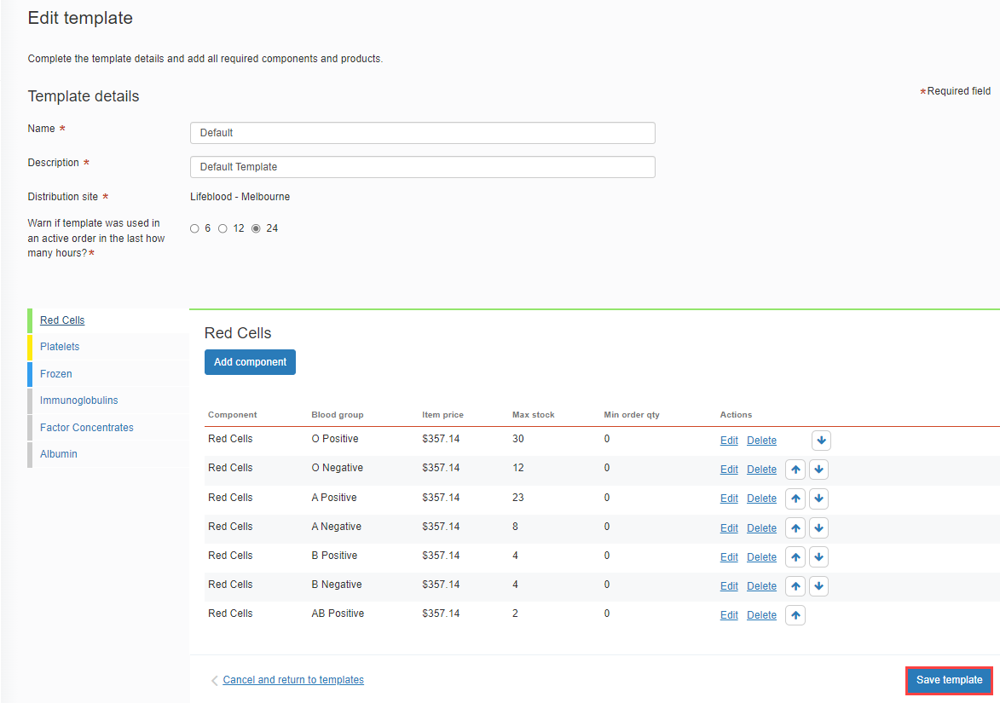 Edit template
Complete the template details and add all required components and products.
Template details
*Required field
Name *
Default
Description *
Default Template
Distribution site *
Lifeblood - Melbourne
Warn if template was used in
an active order in the last how
many hours?*
6 12 24
Red Cells
Platelets
Frozen
Immunoglobulins
Factor Concentrates
Albumin
Red Cells
Add component
Component Blood group Item price Max stock Min order qty Actions
Red Cells O Positive $357.14 30 0 Edit Delete
Red Cells O Negative $357.14 12 0 Edit Delete
Red Cells A Positive $357.14 23 0 Edit Delete
Red Cells A Negative $357.14 8 0 Edit Delete
Red Cells B Positive $357.14 4 0 Edit Delete
Red Cells B Negative $357.14 4 0 Edit Delete
Red Cells AB Positive $357.14 2 0 Edit Delete
Cancel and return to templates
Save template